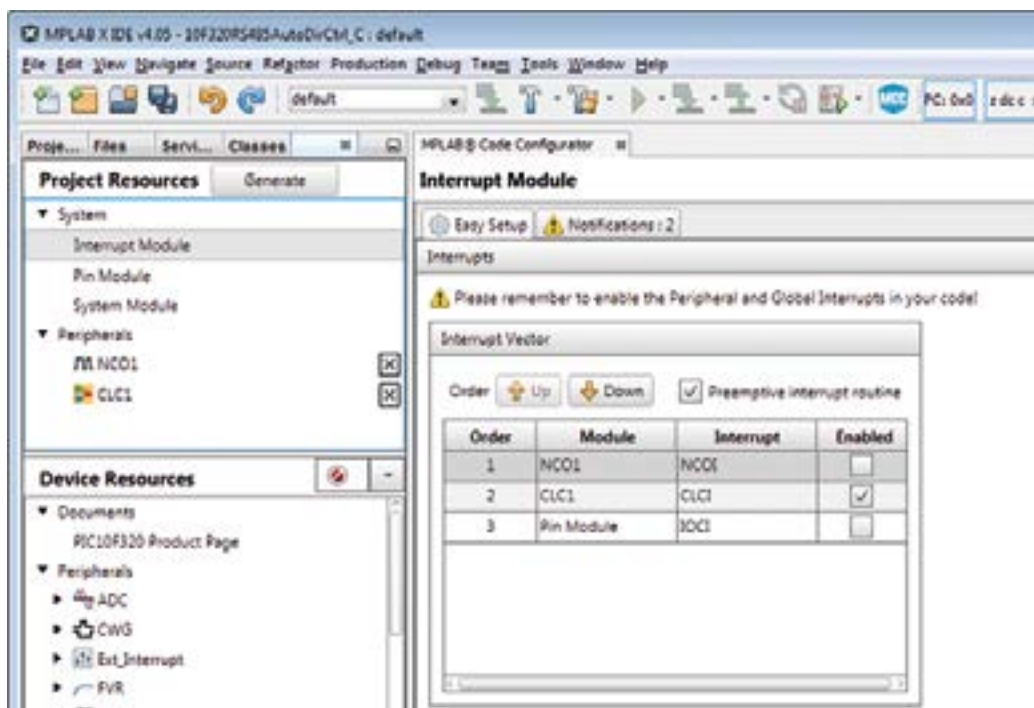 MPLAB X IDE v4.05 - 10F320RS485AutoDirCtrl_C : default
File Edit View Navigate Source Refactor Production Debug Team Tools Window Help
default
PC: 0x0
z dc c :
Proje... Files Servi... Classes
MPLAB® Code Configurator
Project Resources Generate
Interrupt Module
System
Interrupt Module
Pin Module
System Module
Peripherals
NCO1
CLC1
Easy Setup Notifications : 2
Interrupts
Please remember to enable the Peripheral and Global Interrupts in your code!
Interrupt Vector
Order Up Down Preemptive interrupt routine
Order Module Interrupt Enabled
1 NCO1 NCOI
2 CLC1 CLCI
3 Pin Module IOCI
Device Resources
Documents
PIC10F320 Product Page
Peripherals
ADC
CWG
Ext_Interrupt
FVR